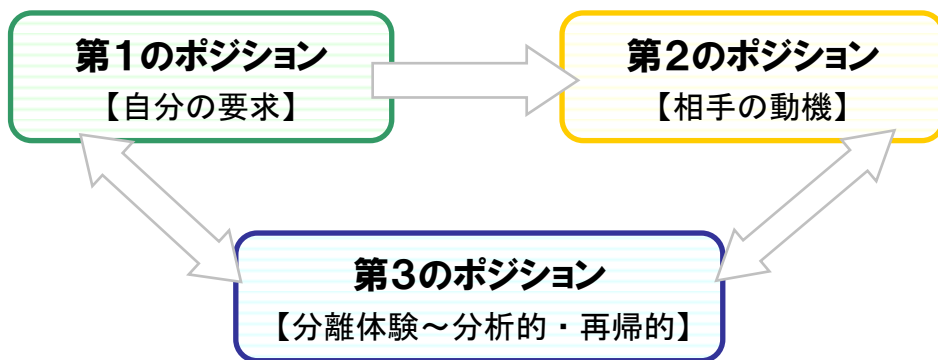 第1のポジション
【自分の要求】
第2のポジション
【相手の動機】
第3のポジション
【分離体験～分析的・再帰的】